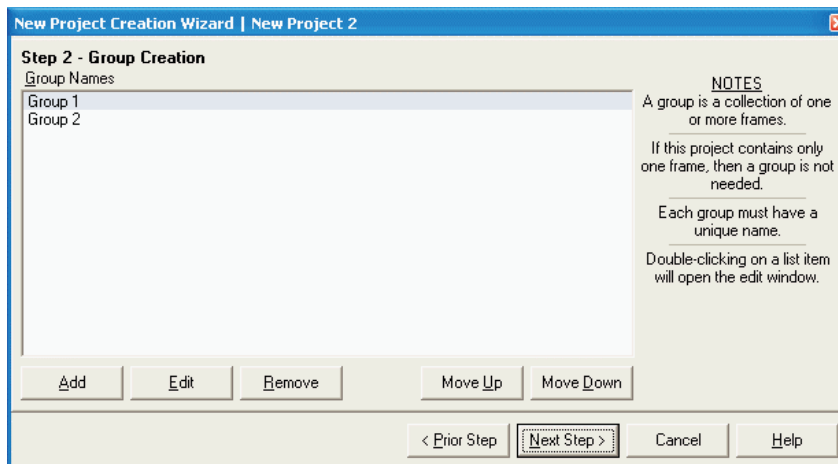 New Project Creation Wizard | New Project 2
Step 2 - Group Creation
Group Names
Group 1
Group 2
NOTES
A group is a collection of one
or more frames.
If this project contains only
one frame, then a group is not
needed.
Each group must have a
unique name.
Double-clicking on a list item
will open the edit window.
Add Edit Remove Move Up Move Down
< Prior Step Next Step > Cancel Help